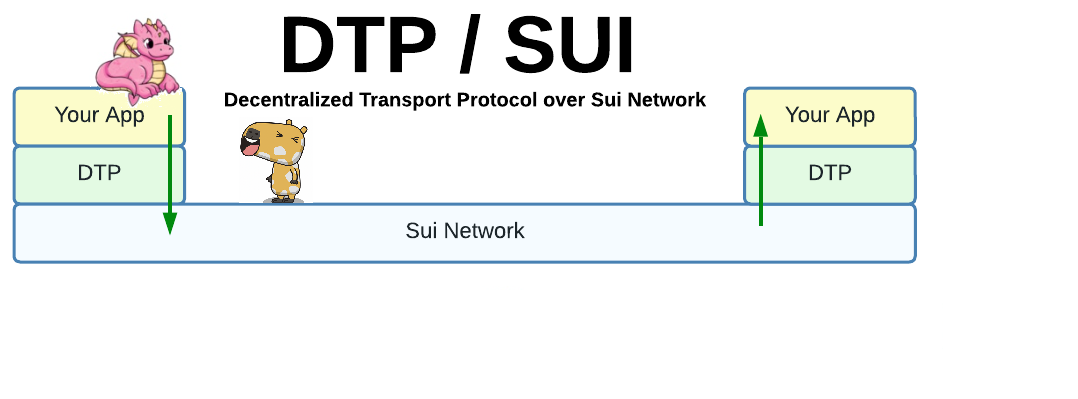 DTP / SUI
Decentralized Transport Protocol over Sui Network
Your App
Your App
DTP
DTP
Sui Network